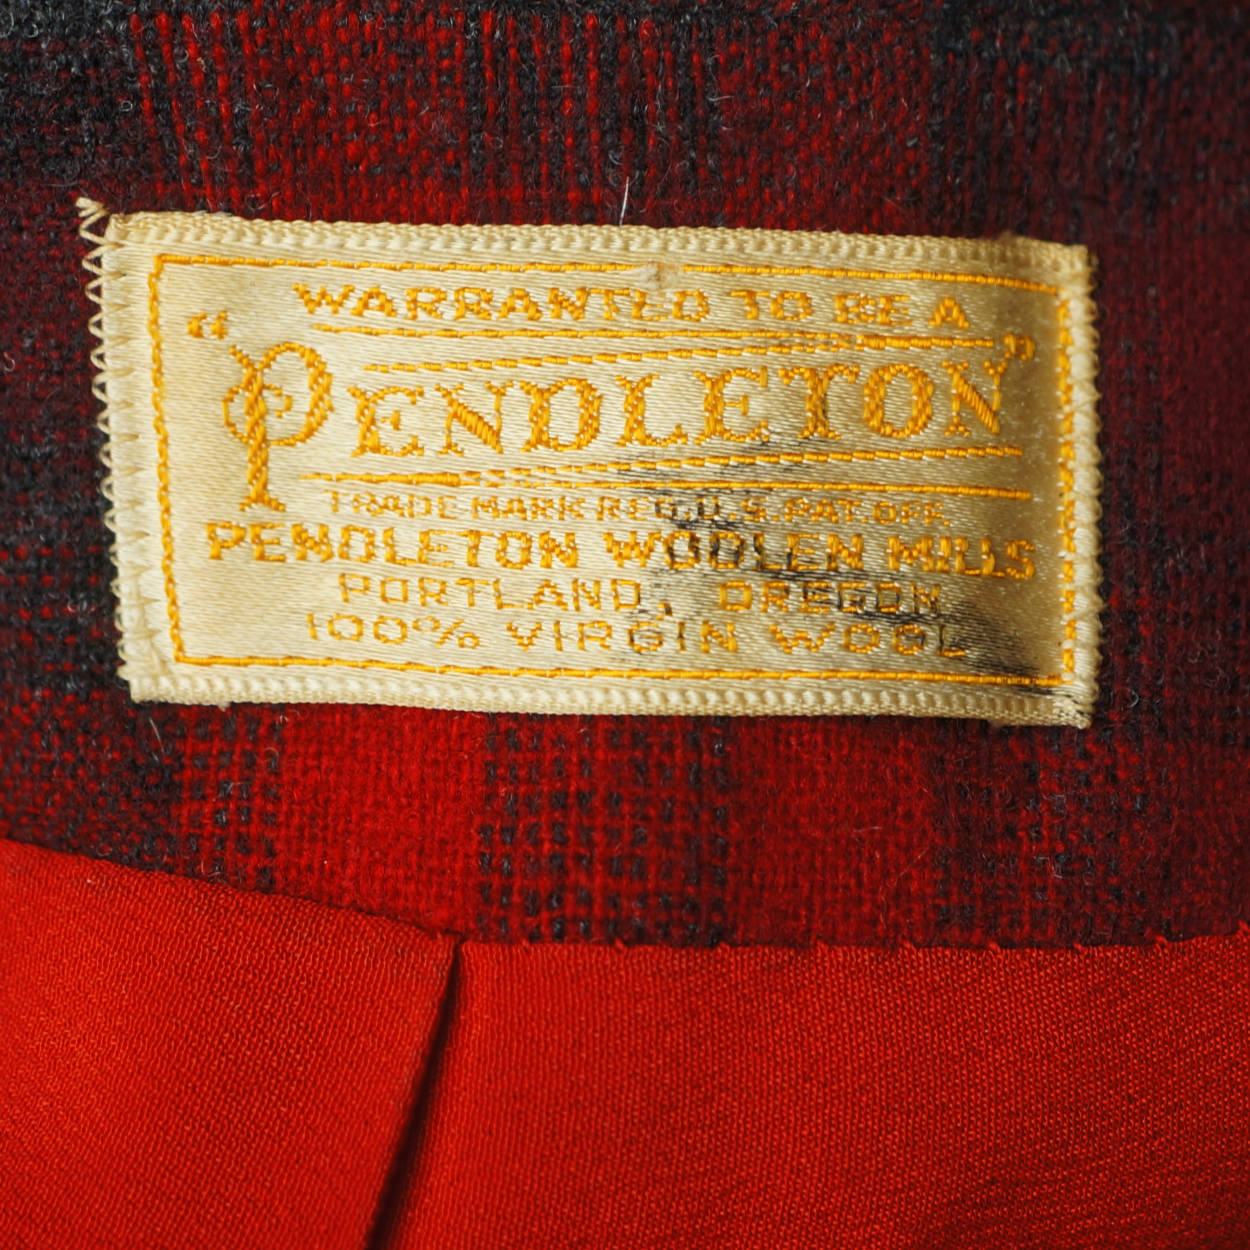 WARRANTED TO BE A
"PENDLETON"
TRADE MARK REG. U.S. PAT. OFF.
PENDLETON WOOLEN MILLS
PORTLAND, OREGON
100% VIRGIN WOOL